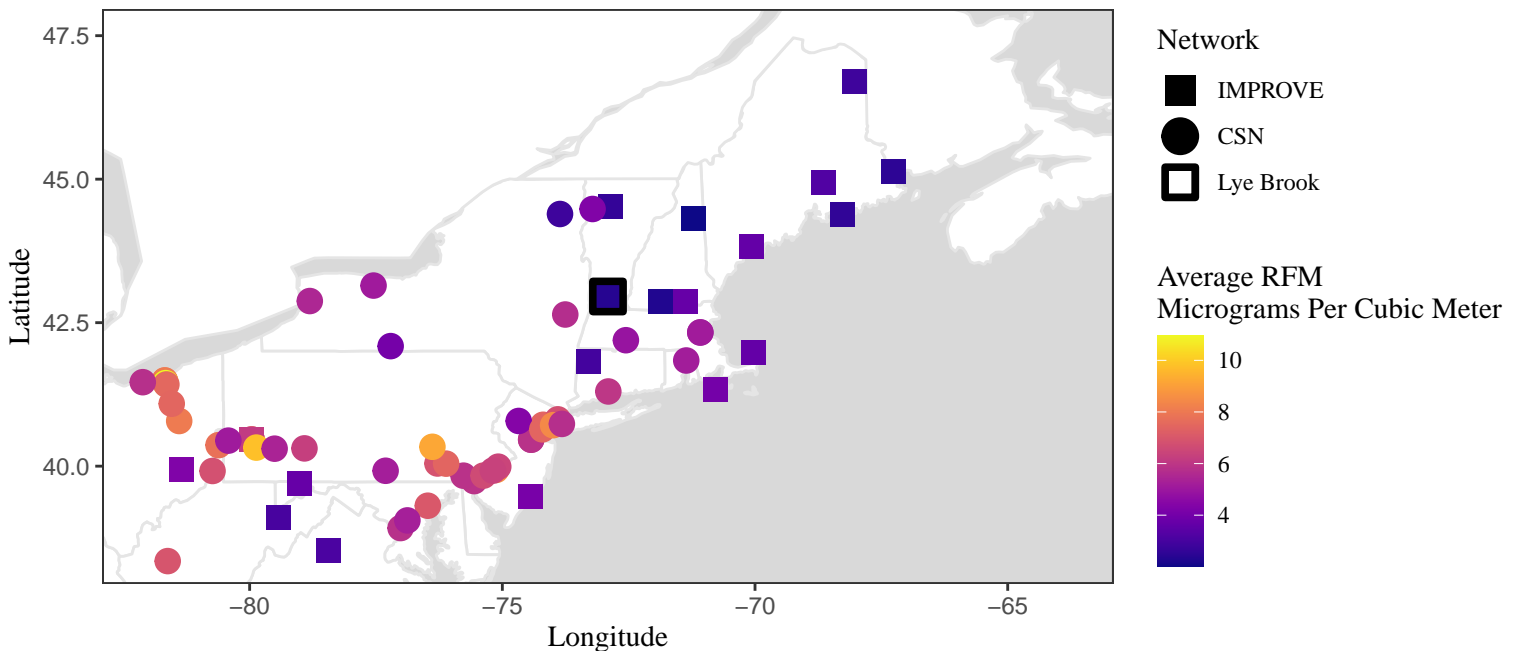 47.5
45.0
42.5
40.0
Latitude
−80
−75
−70
−65
Longitude
Network
IMPROVE
CSN
Lye Brook
Average RFM
Micrograms Per Cubic Meter
10
8
6
4